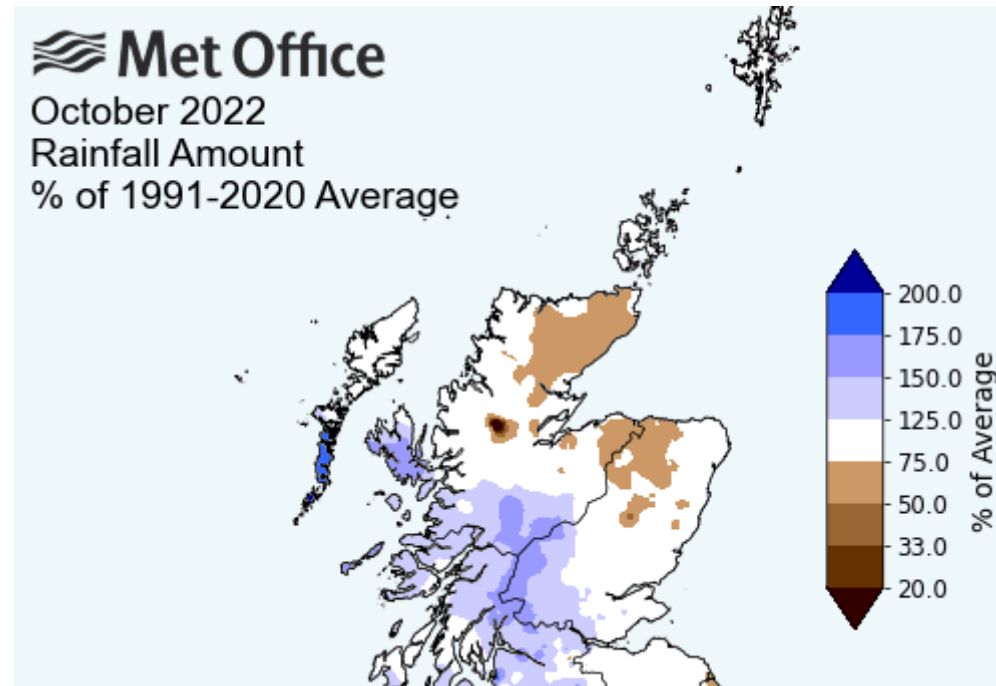 Met Office
October 2022
Rainfall Amount
% of 1991-2020 Average
200.0
175.0
150.0
125.0
75.0
50.0
33.0
20.0
% of Average